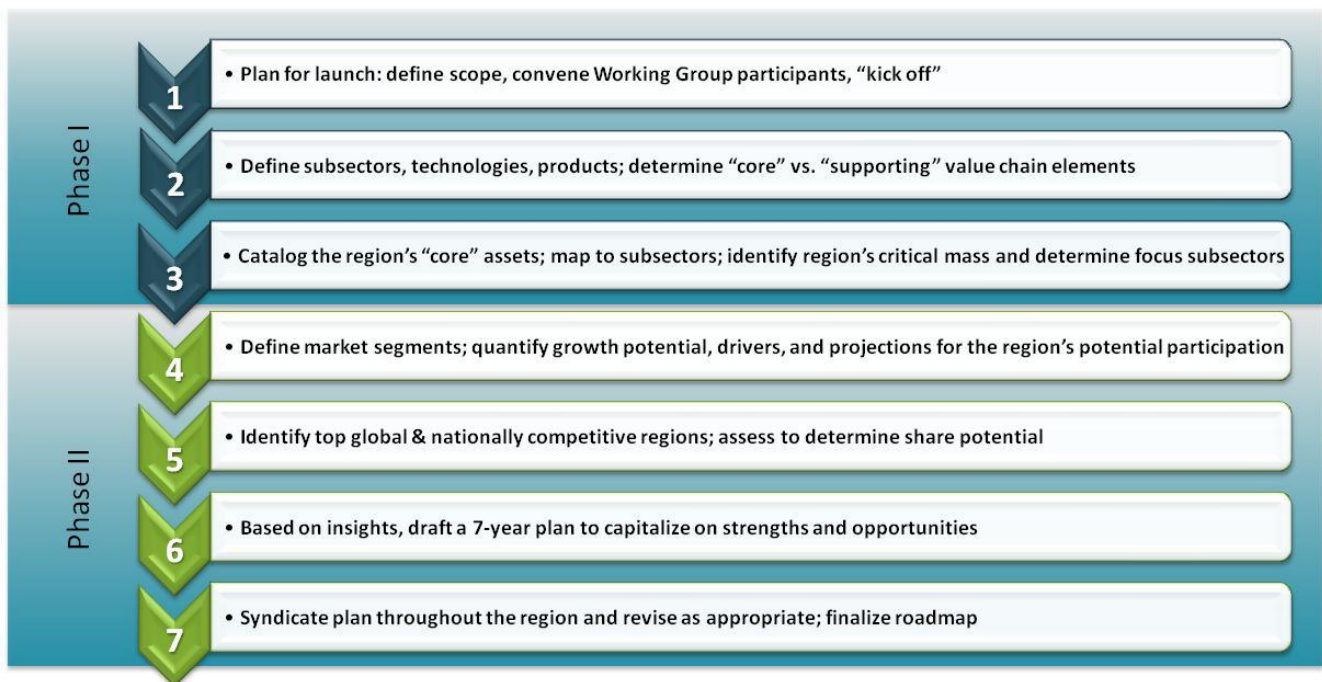 Phase I
1
• Plan for launch: define scope, convene Working Group participants, “kick off”
2
• Define subsectors, technologies, products; determine “core” vs. “supporting” value chain elements
3
• Catalog the region’s “core” assets; map to subsectors; identify region’s critical mass and determine focus subsectors
Phase II
4
• Define market segments; quantify growth potential, drivers, and projections for the region’s potential participation
5
• Identify top global & nationally competitive regions; assess to determine share potential
6
• Based on insights, draft a 7-year plan to capitalize on strengths and opportunities
7
• Syndicate plan throughout the region and revise as appropriate; finalize roadmap